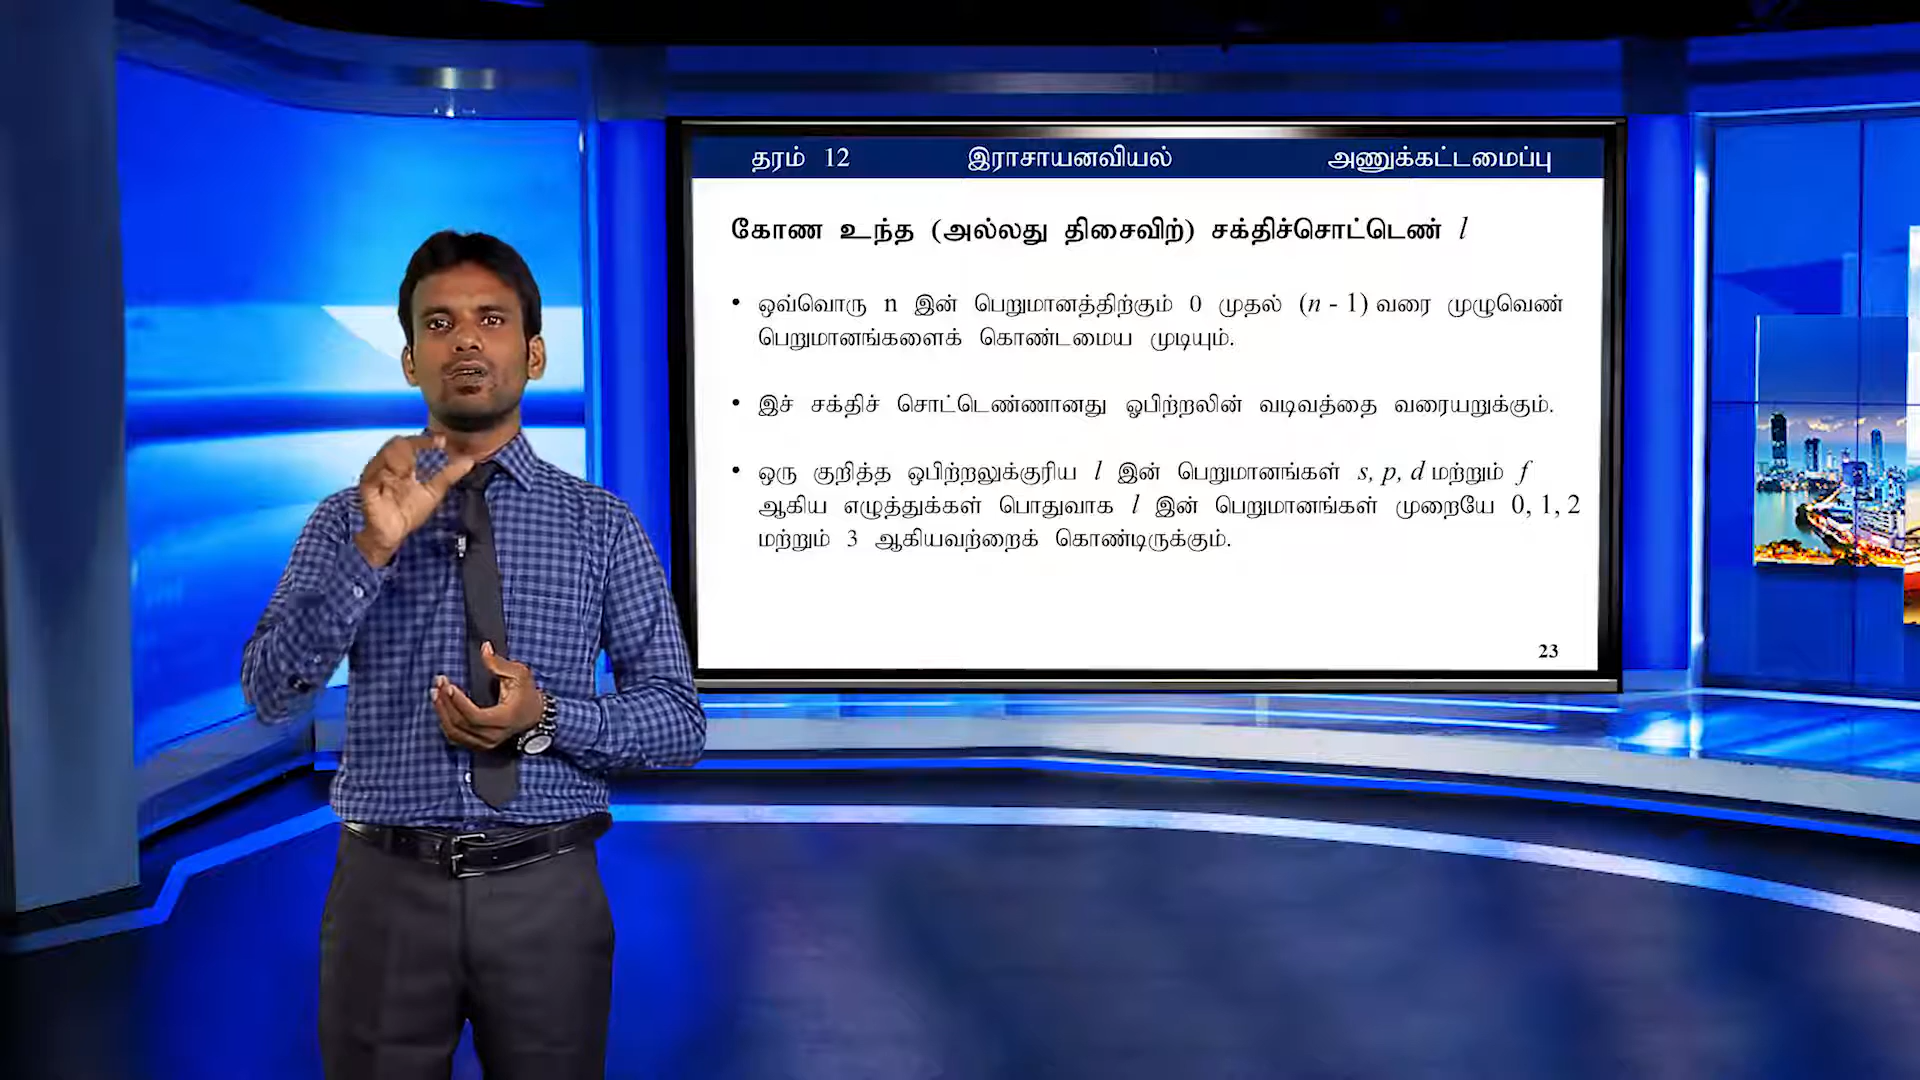 தரம் 12 இராசாயனவியல் அணுக்கட்டமைப்பு
கோண உந்த (அல்லது திசைவிற்) சக்திச்சொட்டெண் l
• ஒவ்வொரு n இன் பெறுமானத்திற்கும் 0 முதல் (n - 1) வரை முழுவெண்
பெறுமானங்களைக் கொண்டமைய முடியும்.
• இச் சக்திச் சொட்டெண்ணானது ஓபிற்றலின் வடிவத்தை வரையறுக்கும்.
• ஒரு குறித்த ஒபிற்றலுக்குரிய l இன் பெறுமானங்கள் s, p, d மற்றும் f
ஆகிய எழுத்துக்கள் பொதுவாக l இன் பெறுமானங்கள் முறையே 0, 1, 2
மற்றும் 3 ஆகியவற்றைக் கொண்டிருக்கும்.
23